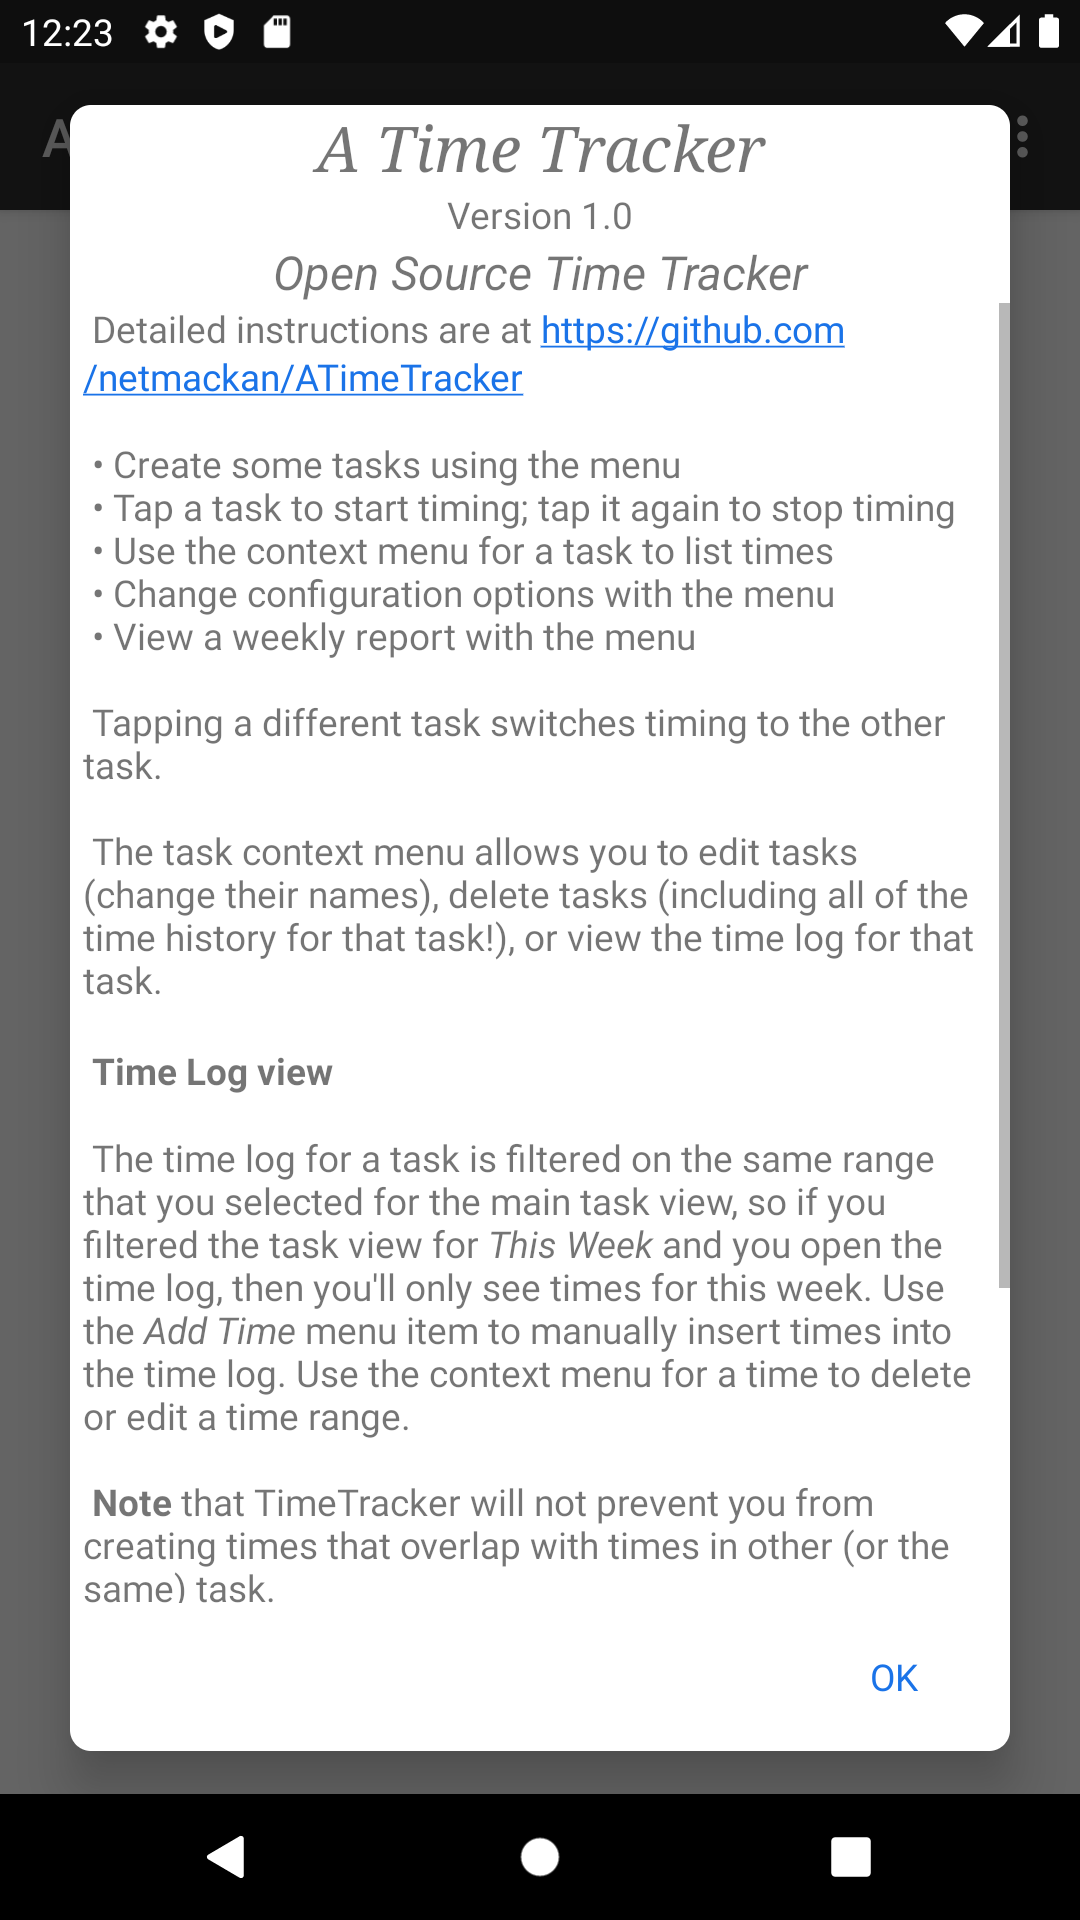 12:23
A
A Time Tracker
Version 1.0
Open Source Time Tracker
Detailed instructions are at https://github.com
/netmackan/ATimeTracker
• Create some tasks using the menu
• Tap a task to start timing; tap it again to stop timing
• Use the context menu for a task to list times
• Change configuration options with the menu
• View a weekly report with the menu
Tapping a different task switches timing to the other
task.
The task context menu allows you to edit tasks
(change their names), delete tasks (including all of the
time history for that task!), or view the time log for that
task.
Time Log view
The time log for a task is filtered on the same range
that you selected for the main task view, so if you
filtered the task view for This Week and you open the
time log, then you'll only see times for this week. Use
the Add Time menu item to manually insert times into
the time log. Use the context menu for a time to delete
or edit a time range.
Note that TimeTracker will not prevent you from
creating times that overlap with times in other (or the
same) task.
OK